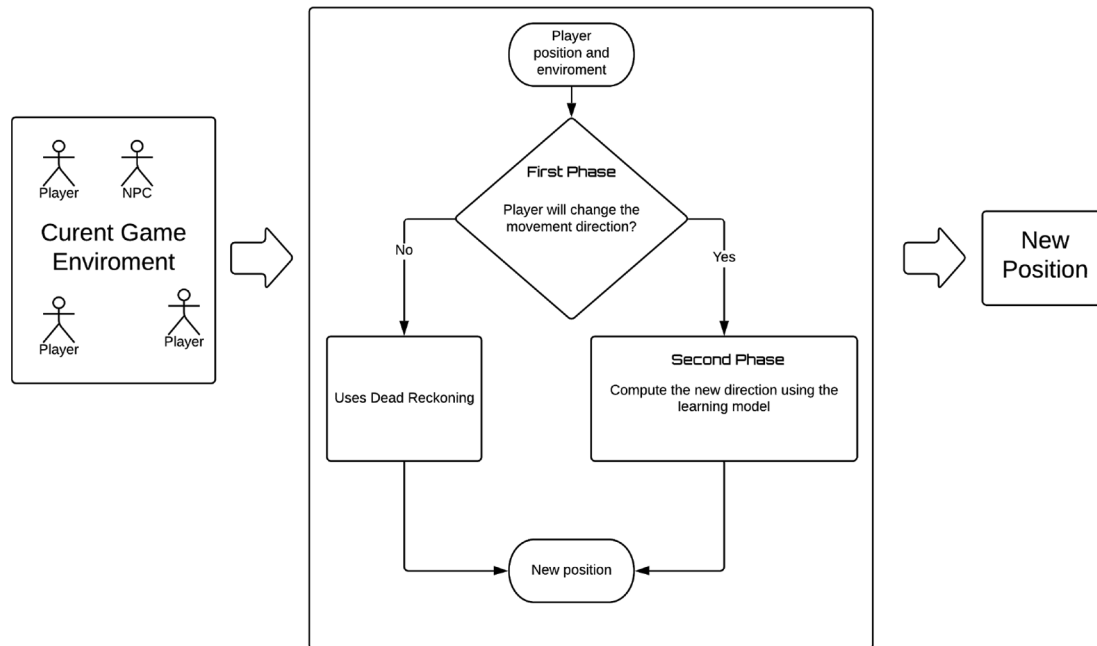 Player
NPC
Curent Game
Enviroment
Player
Player
Player
position and
enviroment
First Phase
Player will change the
movement direction?
No
Yes
Uses Dead Reckoning
Second Phase
Compute the new direction using the
learning model
New position
New
Position